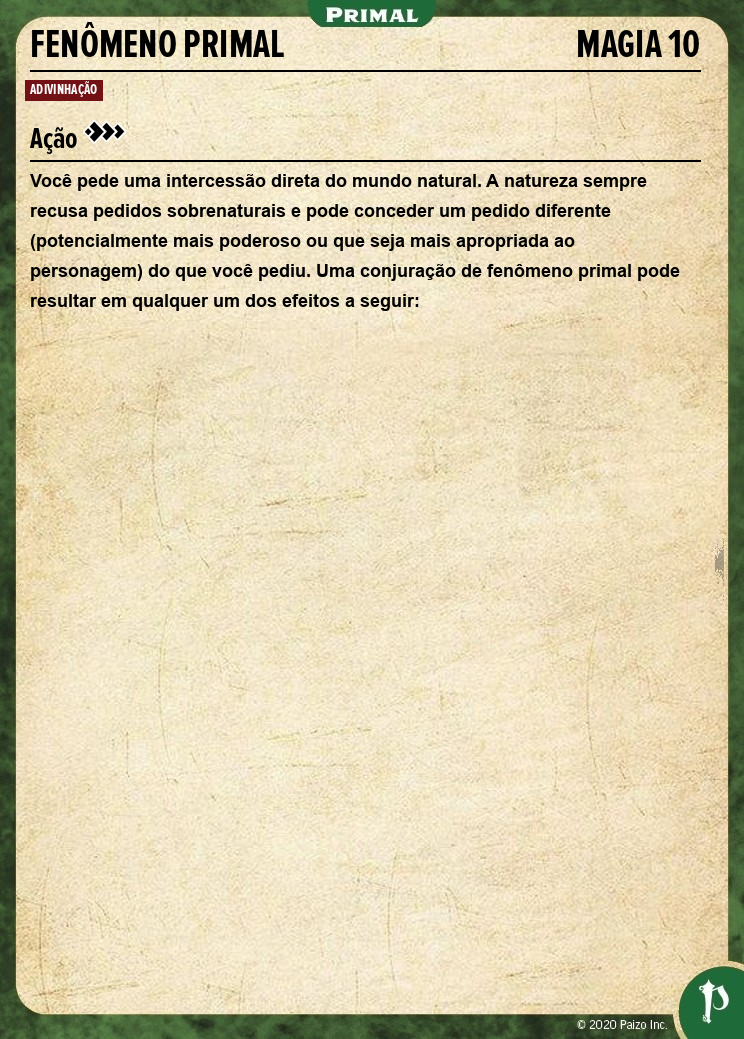 PRIMAL
FENÔMENO PRIMAL MAGIA 10
ADIVINHAÇÃO
Ação
Você pede uma intercessão direta do mundo natural. A natureza sempre
recusa pedidos sobrenaturais e pode conceder um pedido diferente
(potencialmente mais poderoso ou que seja mais apropriada ao
personagem) do que você pediu. Uma conjuração de fenômeno primal pode
resultar em qualquer um dos efeitos a seguir:
© 2020 Paizo Inc.